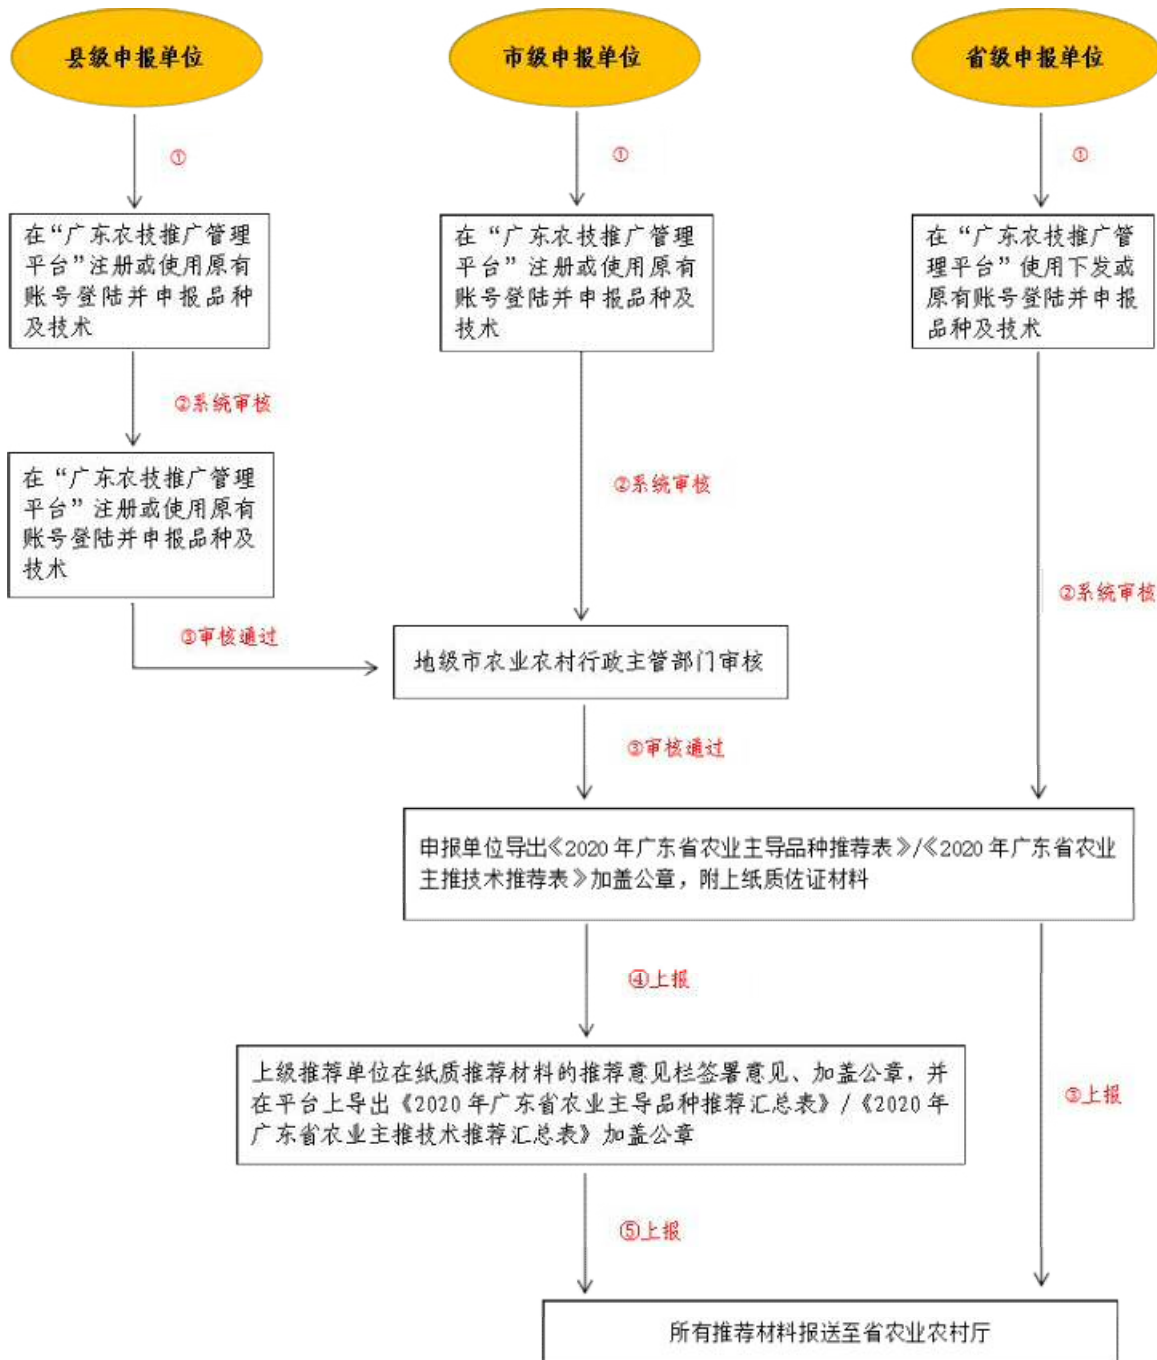 县级申报单位
市级申报单位
省级申报单位
①
①
①
在“广东农技推广管理
平台”注册或使用原有
账号登陆并申报品种
及技术
在“广东农技推广管理
平台”注册或使用原有
账号登陆并申报品种及
技术
在“广东农技推广管
理平台”使用下发或
原有账号登陆并申报
品种及技术
②系统审核
在“广东农技推广管理
平台”注册或使用原有
账号登陆并申报品种及
技术
②系统审核
②系统审核
③审核通过
地级市农业农村行政主管部门审核
③审核通过
申报单位导出《2020年广东省农业主导品种推荐表》/《2020年广东省农业
主推技术推荐表》加盖公章，附上纸质佐证材料
④上报
上级推荐单位在纸质推荐材料的推荐意见栏签署意见、加盖公章，并
在平台上导出《2020年广东省农业主导品种推荐汇总表》/《2020年
广东省农业主推技术推荐汇总表》加盖公章
③上报
⑤上报
所有推荐材料报送至省农业农村厅